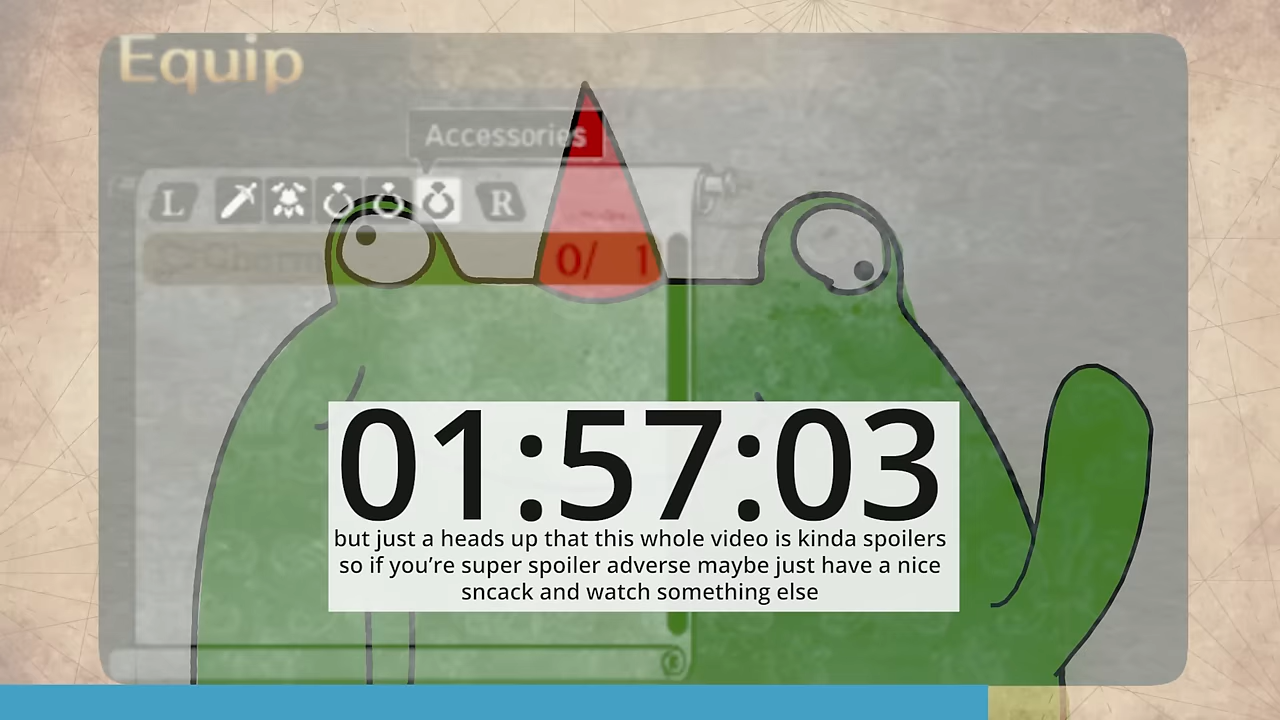 Equip
Accessories
L
R
0/ 1
01:57:03
but just a heads up that this whole video is kinda spoilers
so if you're super spoiler adverse maybe just have a nice
sncack and watch something else